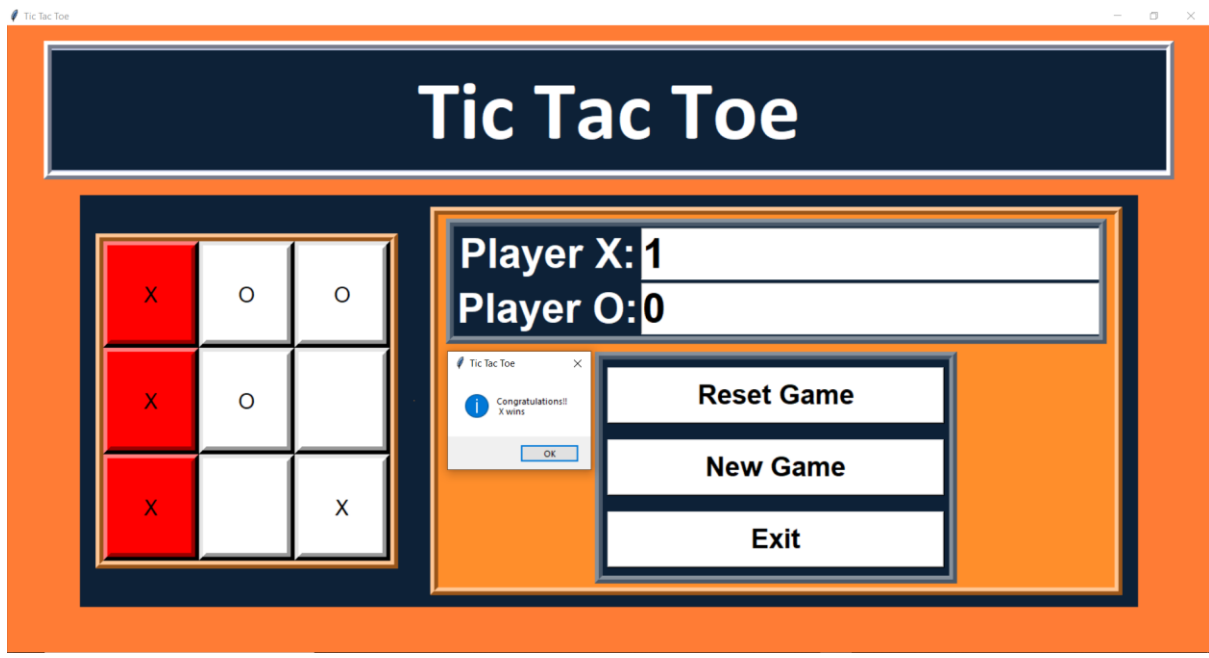 Tic Tac Toe
Tic Tac Toe
X O O
X O
X X
Player X: 1
Player O: 0
Tic Tac Toe
Congratulations!!
X wins
OK
Reset Game
New Game
Exit